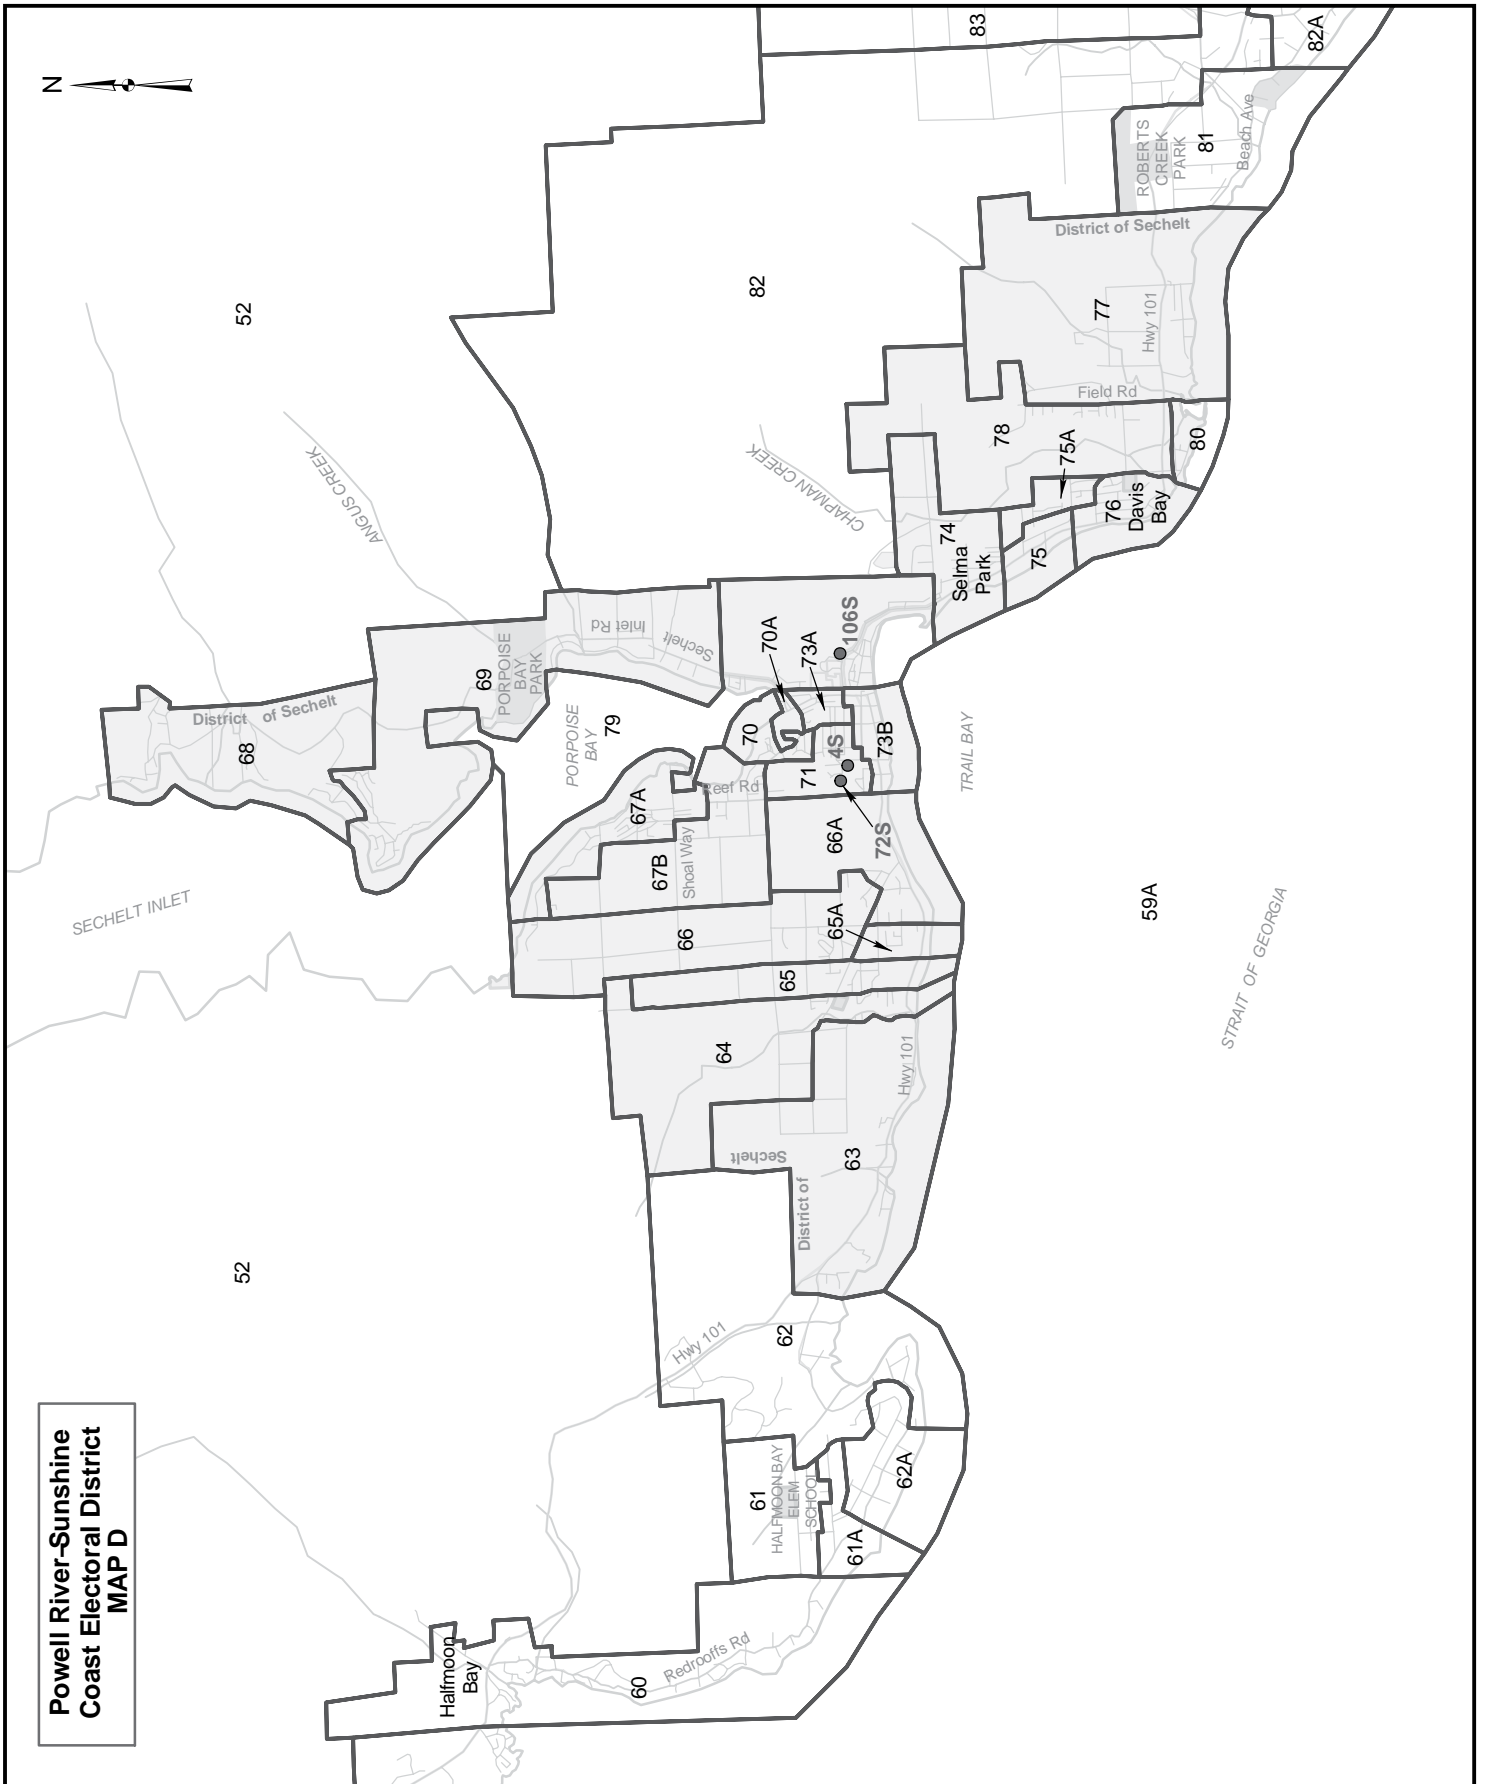 Powell River-Sunshine
Coast Electoral District
MAP D
N
52
52
SECHELT INLET
ANGUS CREEK
68
District of Sechelt
69
PORPOISE
BAY
PARK
Sechelt
Inlet Rd
PORPOISE
BAY
79
82
83
82A
81
ROBERTS
CREEK
PARK
Beach Ave
District of Sechelt
77
Hwy 101
Field Rd
78
80
75A
76
Davis
Bay
75
74
Selma
Park
CHAPMAN CREEK
106S
70A
73A
70
71
4S
72S
73B
TRAIL BAY
Reef Rd
67A
67B
Shoal Way
66A
66
65A
65
64
63
Hwy 101
District of
Sechelt
59A
STRAIT OF GEORGIA
62
Hwy 101
62A
61
HALFMOON BAY
ELEM
SCHOOL
61A
60
Redrooffs Rd
Halfmoon
Bay